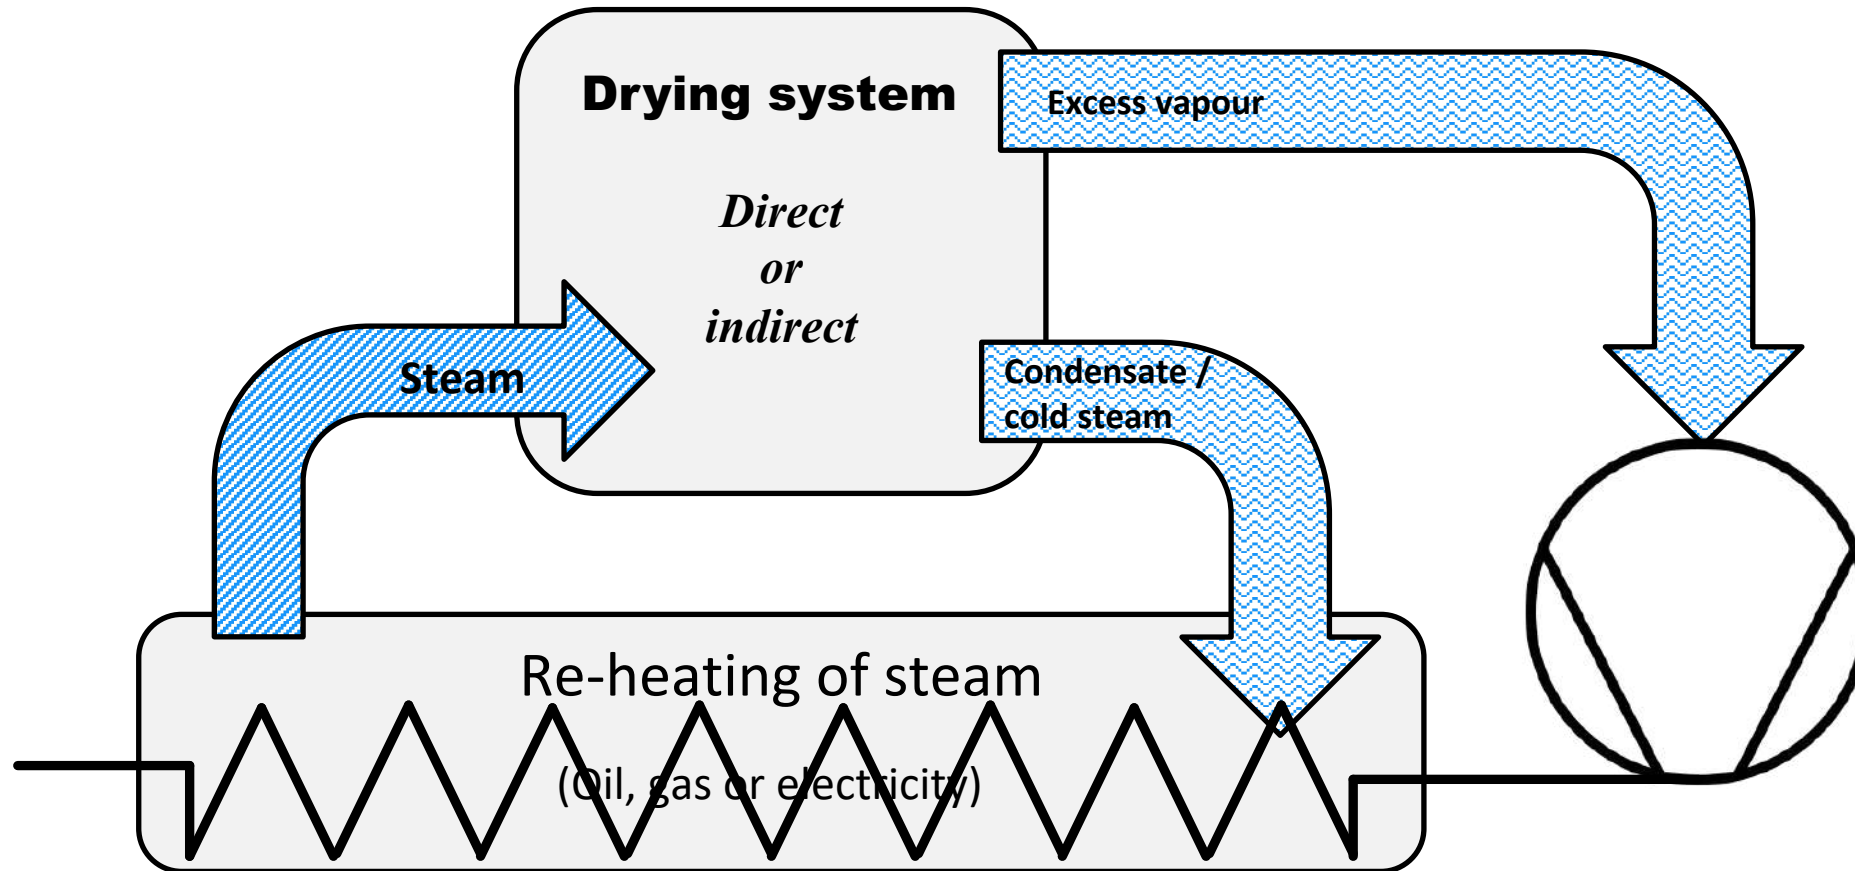 Drying system
Excess vapour
Direct
or
indirect
Steam
Condensate /
cold steam
Re-heating of steam
(Oil, gas or electricity)